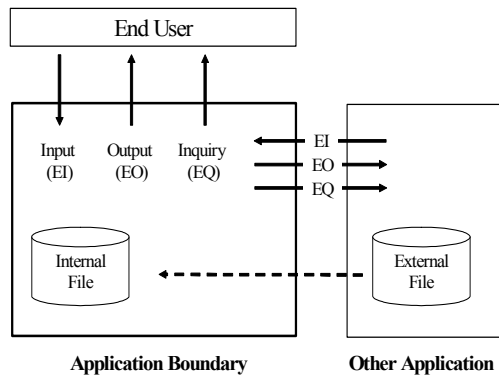 End User
Input
(EI)
Output
(EO)
Inquiry
(EQ)
EI
EO
EQ
Internal
File
External
File
Application Boundary
Other Application